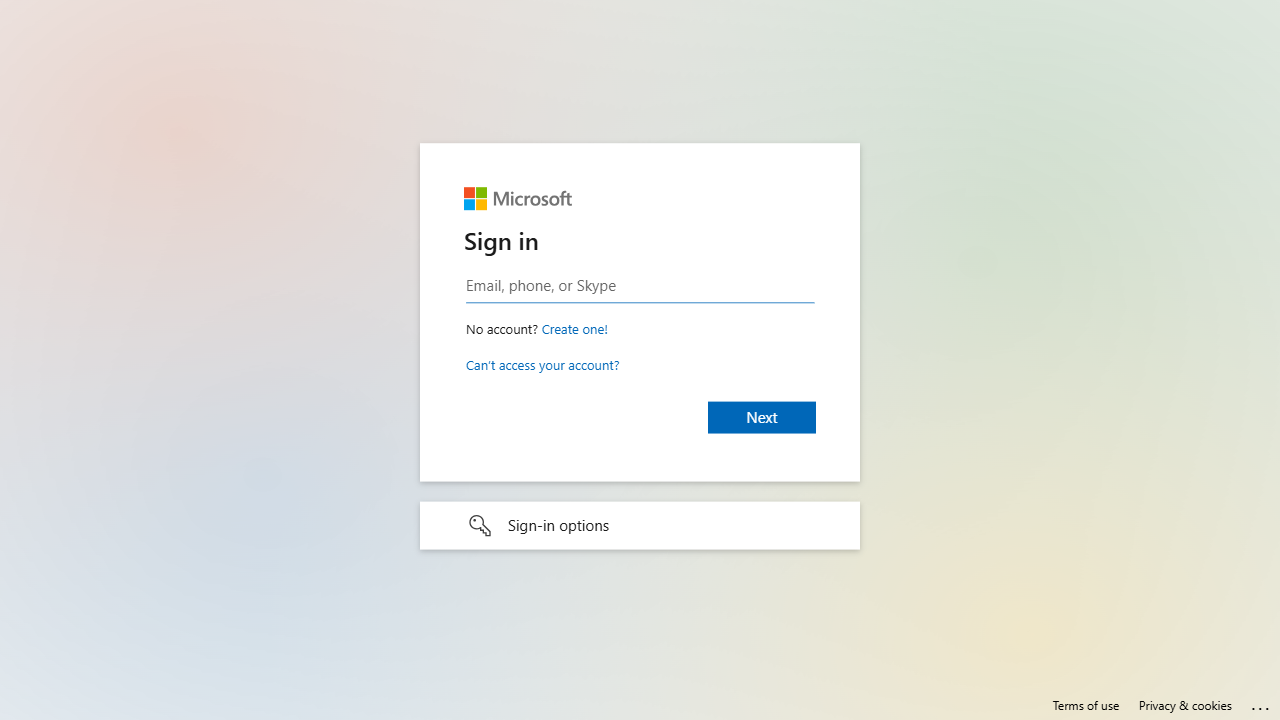 Microsoft
Sign in
Email, phone, or Skype
No account? Create one!
Can’t access your account?
Next
Sign-in options
Terms of use Privacy & cookies ...